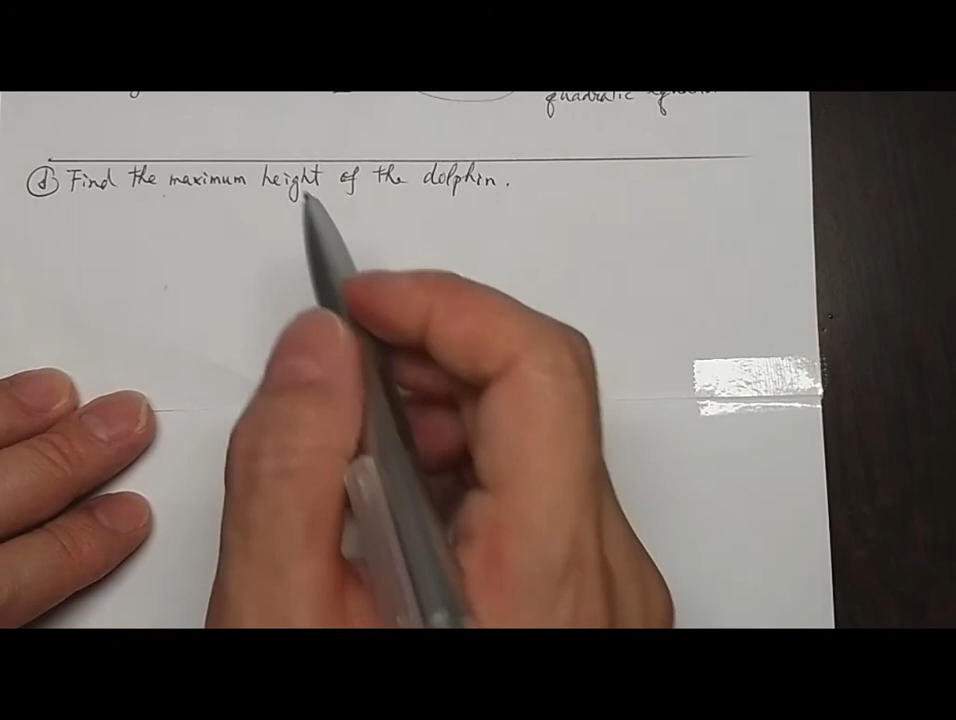 quadratic
ⓓ Find the maximum height of the dolphin.